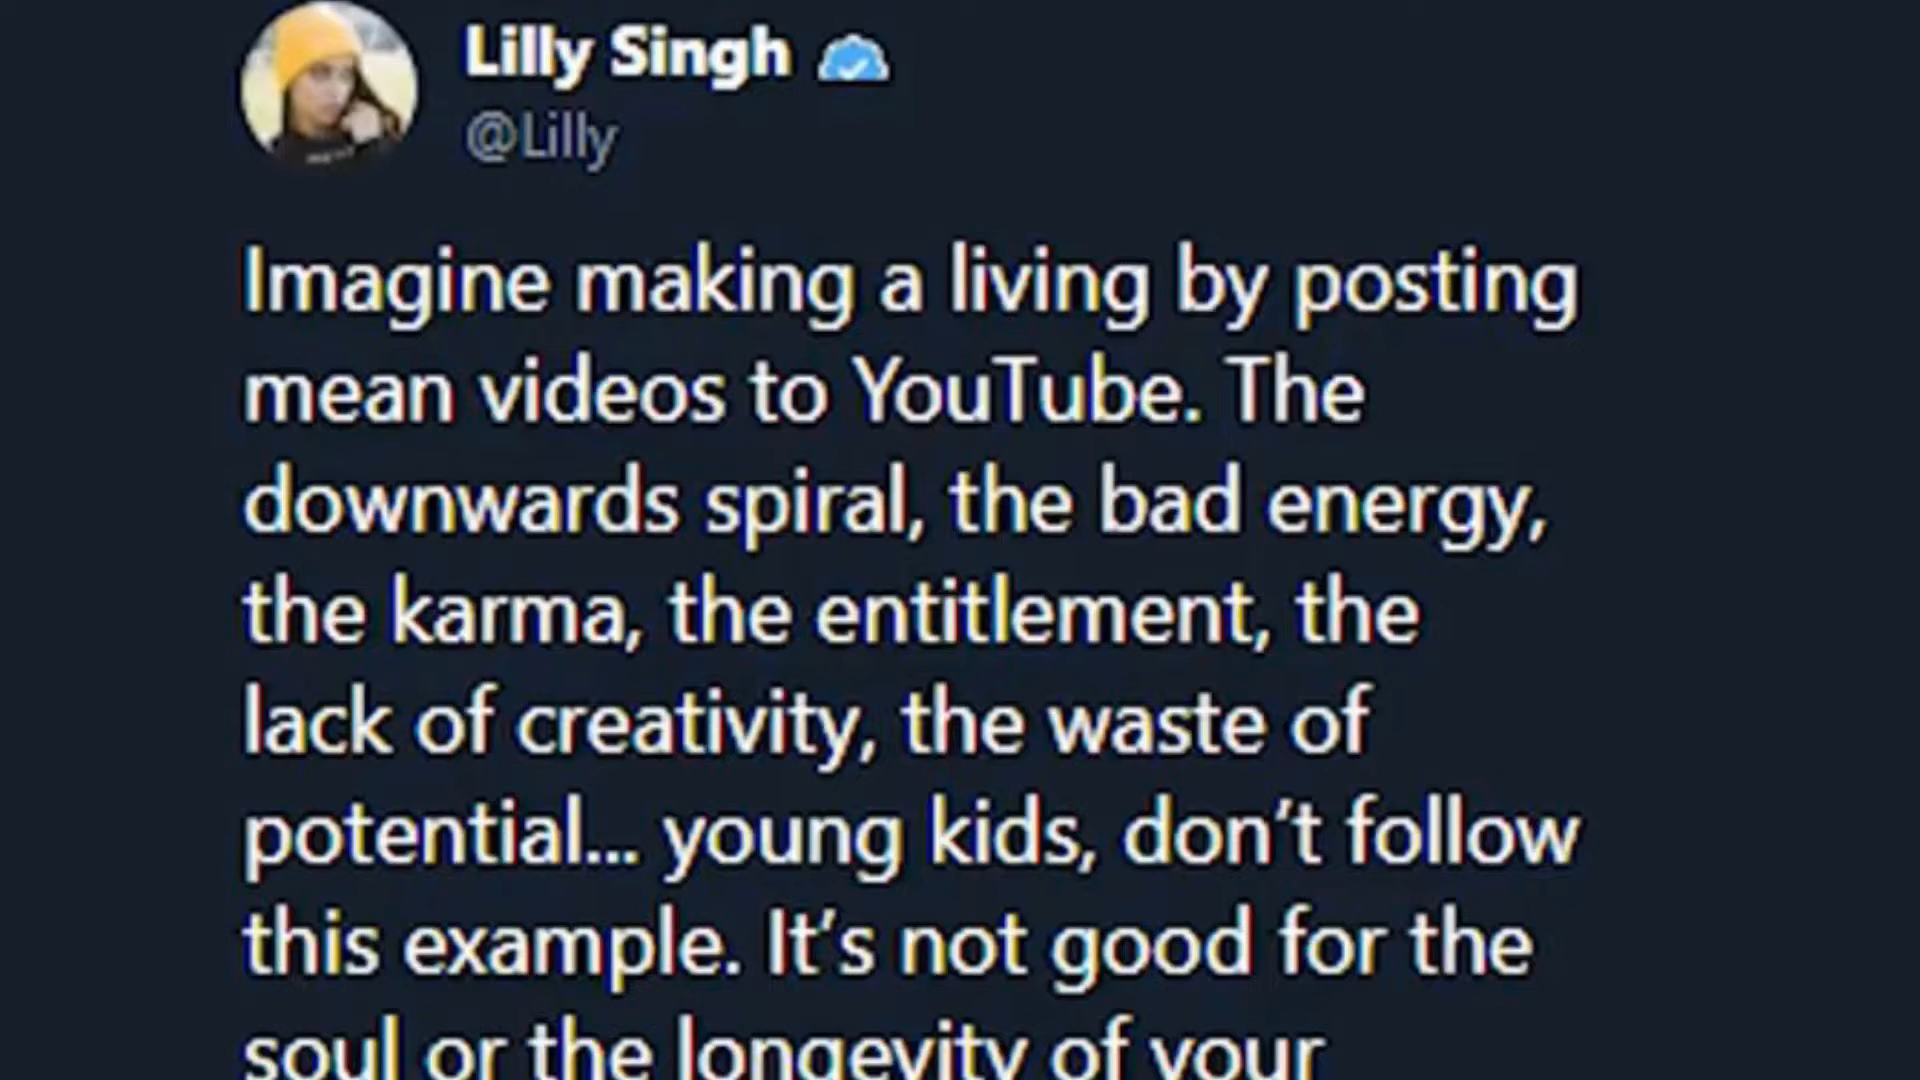 Lilly Singh
@Lilly
Imagine making a living by posting
mean videos to YouTube. The
downwards spiral, the bad energy,
the karma, the entitlement, the
lack of creativity, the waste of
potential... young kids, don’t follow
this example. It’s not good for the
soul or the longevity of your